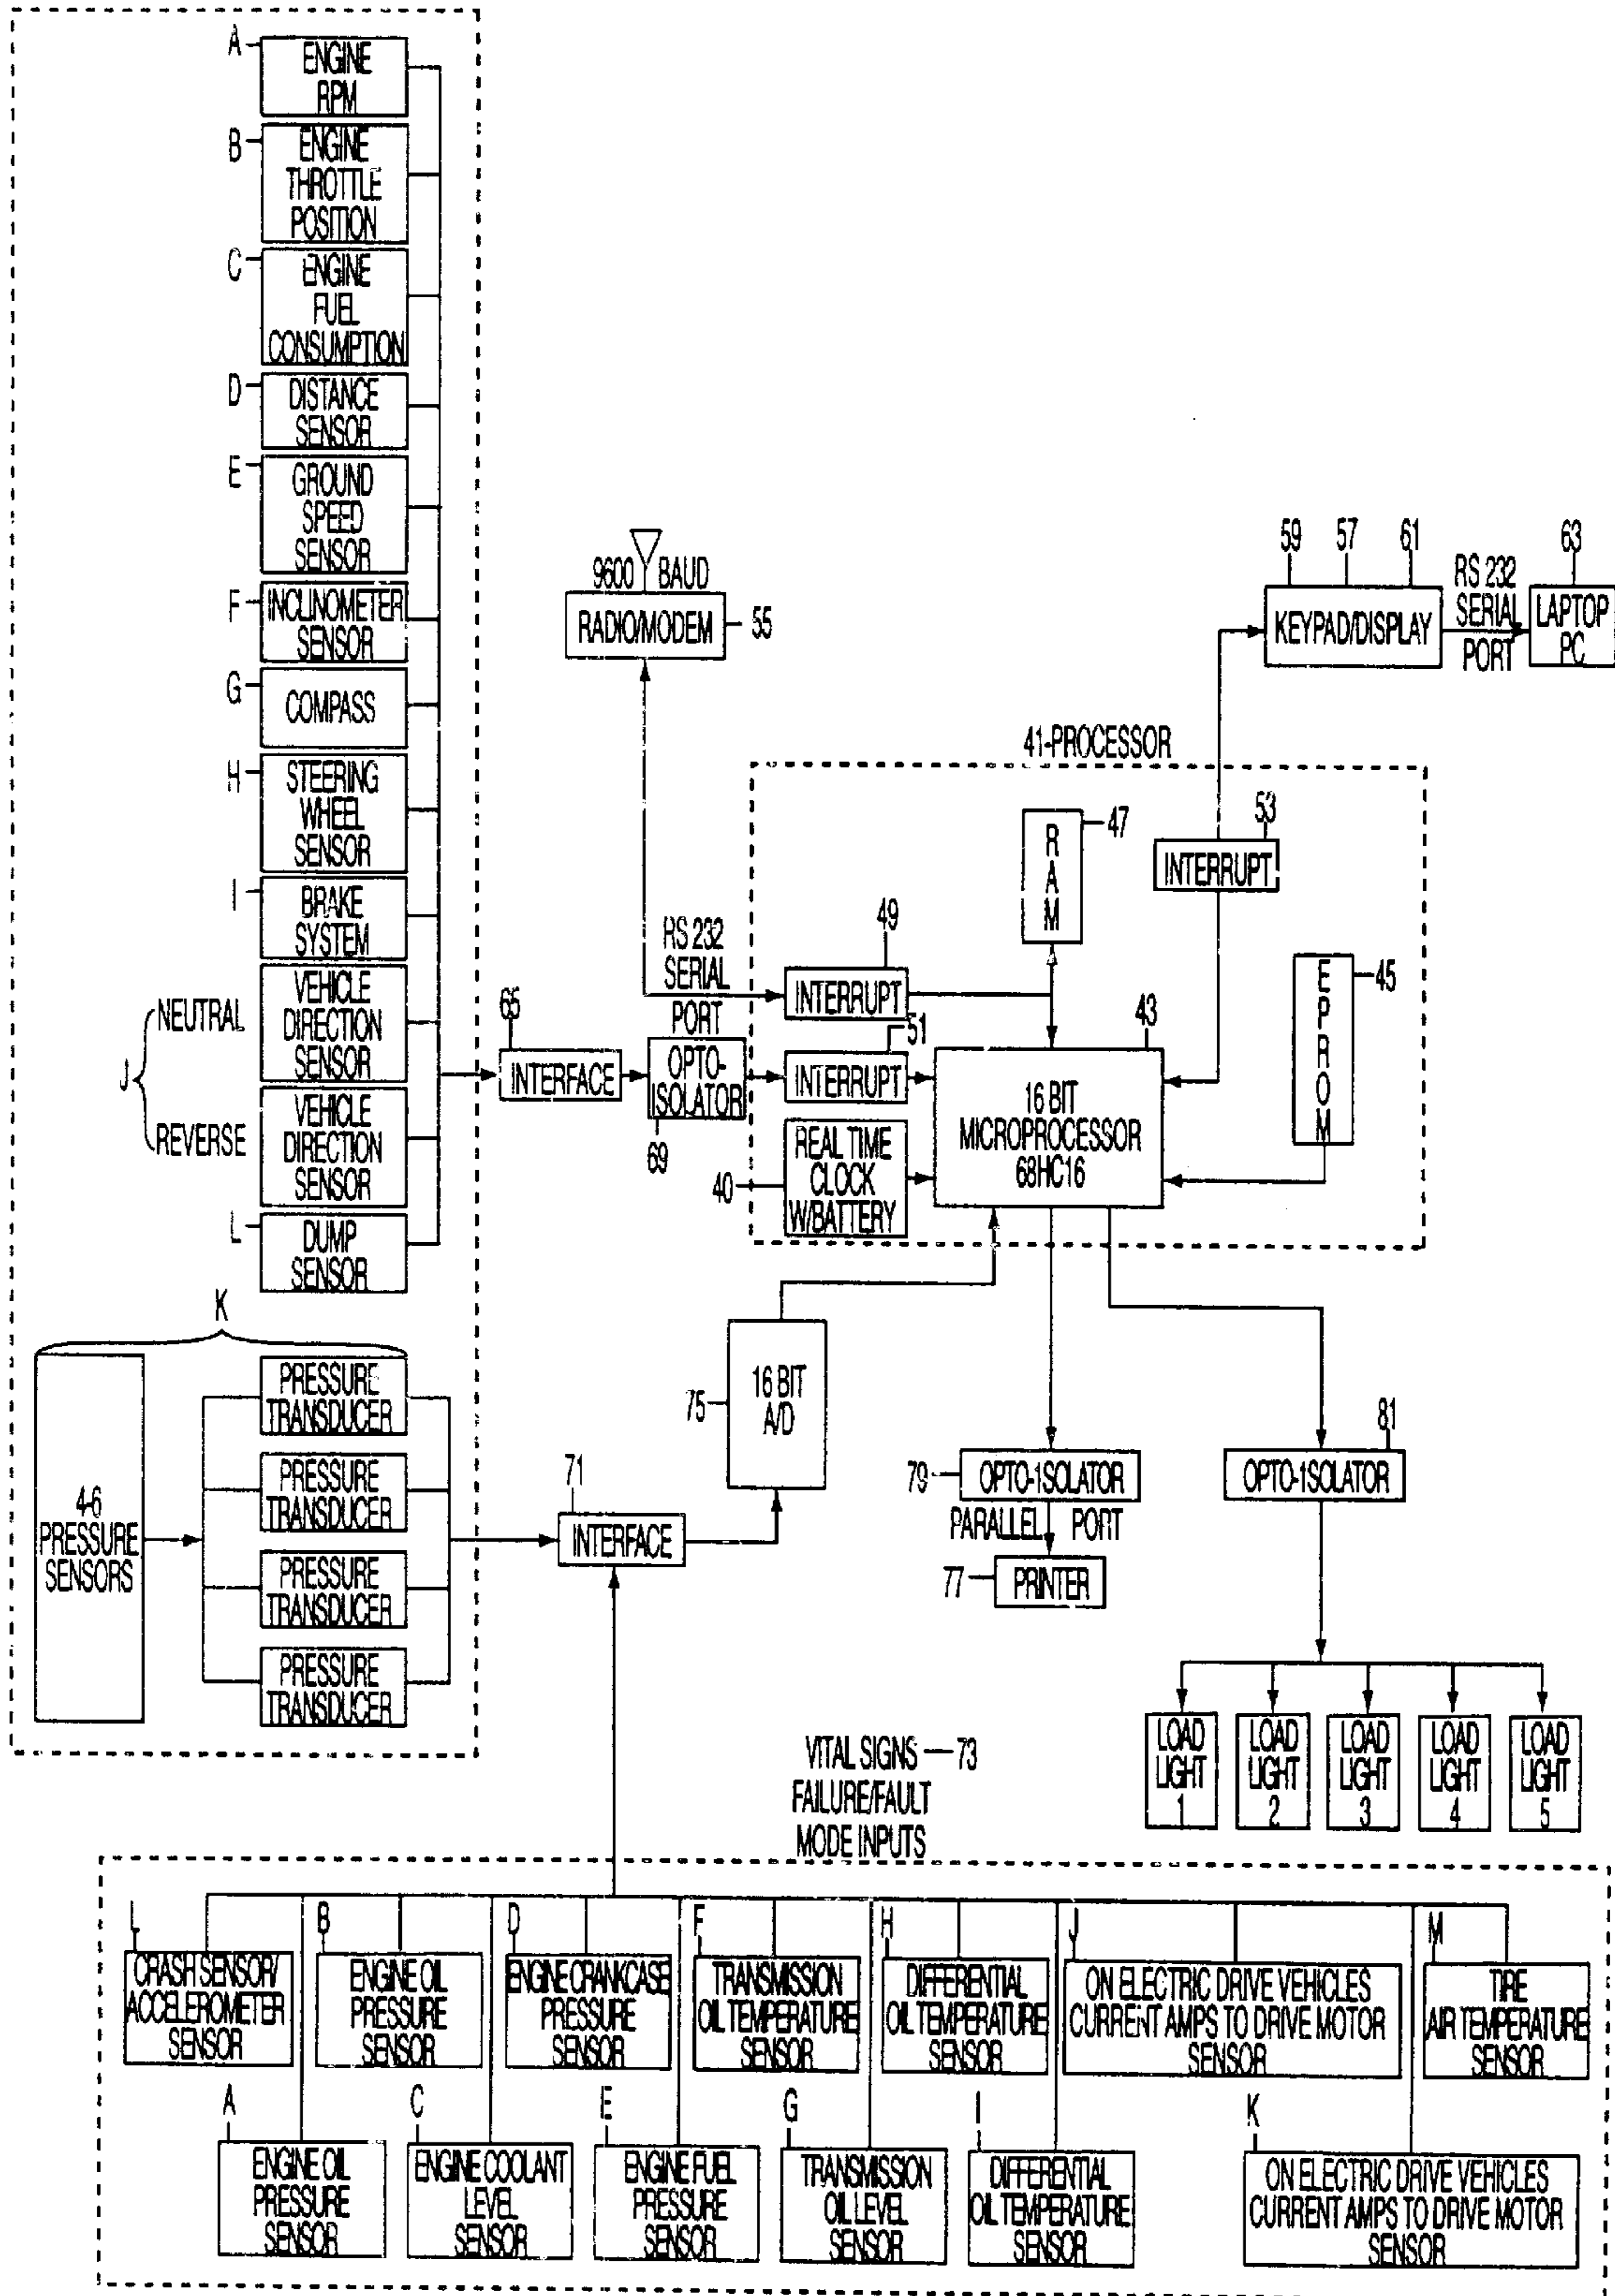 A
ENGINE
RPM
B
ENGINE
THROTTLE
POSITION
C
ENGINE
FUEL
CONSUMPTION
D
DISTANCE
SENSOR
E
GROUND
SPEED
SENSOR
F
INCLINOMETER
SENSOR
G
COMPASS
H
STEERING
WHEEL
SENSOR
I
BRAKE
SYSTEM
J
NEUTRAL
VEHICLE
DIRECTION
SENSOR
REVERSE
VEHICLE
DIRECTION
SENSOR
L
DUMP
SENSOR
K
4-6
PRESSURE
SENSORS
PRESSURE
TRANSDUCER
PRESSURE
TRANSDUCER
PRESSURE
TRANSDUCER
PRESSURE
TRANSDUCER
9600 BAUD
RADIO/MODEM
55
59
57
61
KEYPAD/DISPLAY
RS 232
SERIAL
PORT
63
LAPTOP
PC
41-PROCESSOR
RAM
47
53
INTERRUPT
RS 232
SERIAL
PORT
49
INTERRUPT
EPROM
45
65
INTERFACE
OPTO-
ISOLATOR
69
51
INTERRUPT
43
16 BIT
MICROPROCESSOR
68HC16
40
REAL TIME
CLOCK
W/BATTERY
75
16 BIT
A/D
71
INTERFACE
79
OPTO-1SOLATOR
PARALLEL PORT
77
PRINTER
81
OPTO-1SOLATOR
LOAD
LIGHT
1
LOAD
LIGHT
2
LOAD
LIGHT
3
LOAD
LIGHT
4
LOAD
LIGHT
5
VITAL SIGNS 73
FAILURE/FAULT
MODE INPUTS
L
CRASH SENSOR/
ACCELEROMETER
SENSOR
B
ENGINE OIL
PRESSURE
SENSOR
D
ENGINE CRANKCASE
PRESSURE
SENSOR
F
TRANSMISSION
OIL TEMPERATURE
SENSOR
H
DIFFERENTIAL
OIL TEMPERATURE
SENSOR
J
ON ELECTRIC DRIVE VEHICLES
CURRENT AMPS TO DRIVE MOTOR
SENSOR
M
TIRE
AIR TEMPERATURE
SENSOR
A
ENGINE OIL
PRESSURE
SENSOR
C
ENGINE COOLANT
LEVEL
SENSOR
E
ENGINE FUEL
PRESSURE
SENSOR
G
TRANSMISSION
OIL LEVEL
SENSOR
I
DIFFERENTIAL
OIL TEMPERATURE
SENSOR
K
ON ELECTRIC DRIVE VEHICLES
CURRENT AMPS TO DRIVE MOTOR
SENSOR